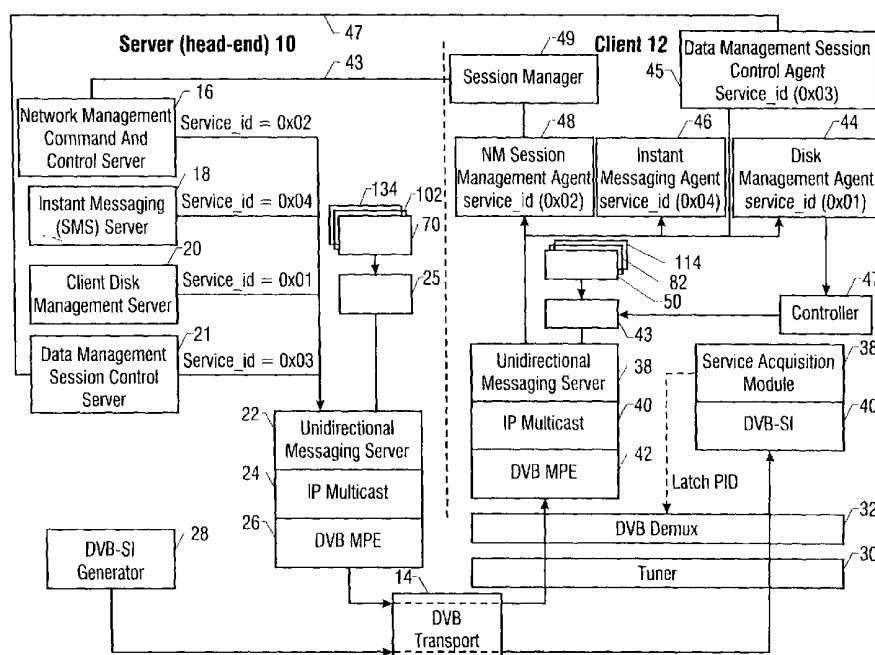 47
Server (head-end) 10
43
16
Network Management
Command And
Control Server
Service_id = 0x02
18
Instant Messaging
(SMS) Server
Service_id = 0x04
20
Client Disk
Management Server
Service_id = 0x01
21
Data Management
Session Control
Server
Service_id = 0x03
134
102
70
25
22
Unidirectional
Messaging Server
24
IP Multicast
26
DVB MPE
28
DVB-SI
Generator
14
DVB
Transport
49
Client 12
Session Manager
45
Data Management Session
Control Agent
Service_id (0x03)
48
NM Session
Management Agent
service_id (0x02)
46
Instant
Messaging Agent
service_id (0x04)
44
Disk
Management Agent
service_id (0x01)
114
82
50
43
47
Controller
Unidirectional
Messaging Server
38
IP Multicast
40
DVB MPE
42
Service Acquisition
Module
38
DVB-SI
40
Latch PID
DVB Demux
32
Tuner
30